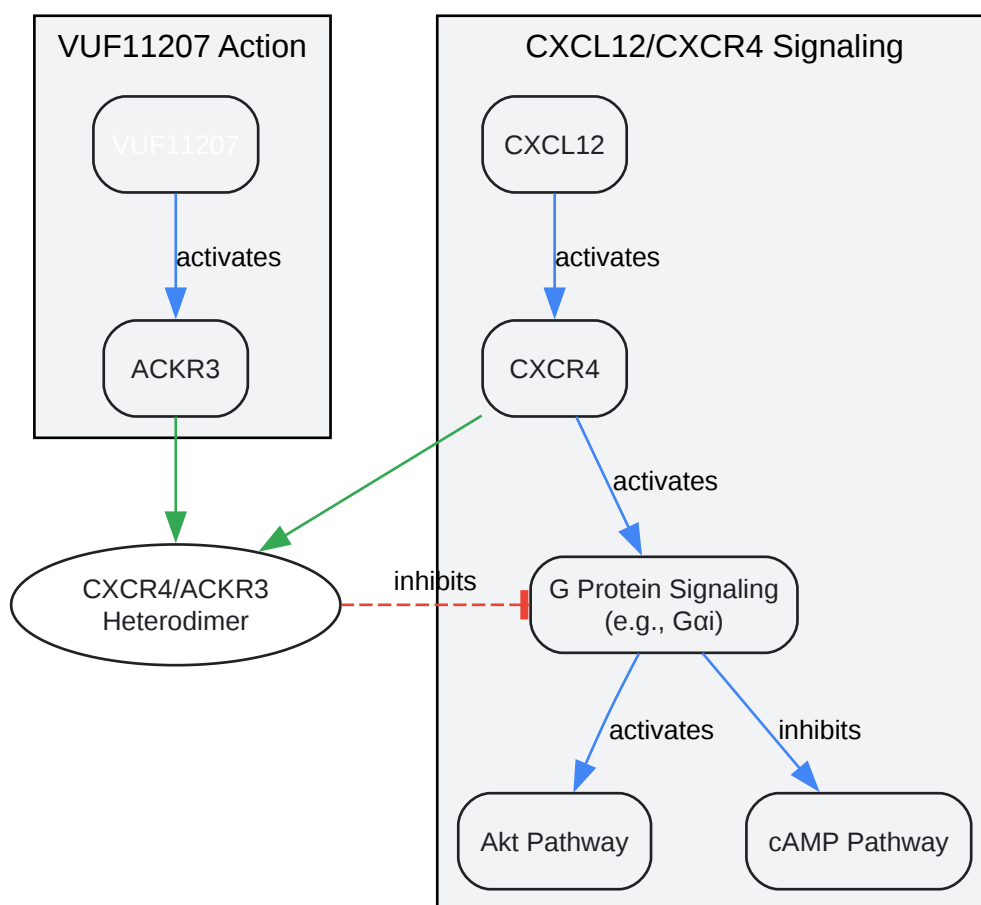 VUF11207 Action
CXCL12/CXCR4 Signaling
VUF11207
CXCL12
activates
activates
ACKR3
CXCR4
activates
CXCR4/ACKR3
Heterodimer
inhibits
G Protein Signaling
(e.g., Gαi)
activates
inhibits
Akt Pathway
cAMP Pathway